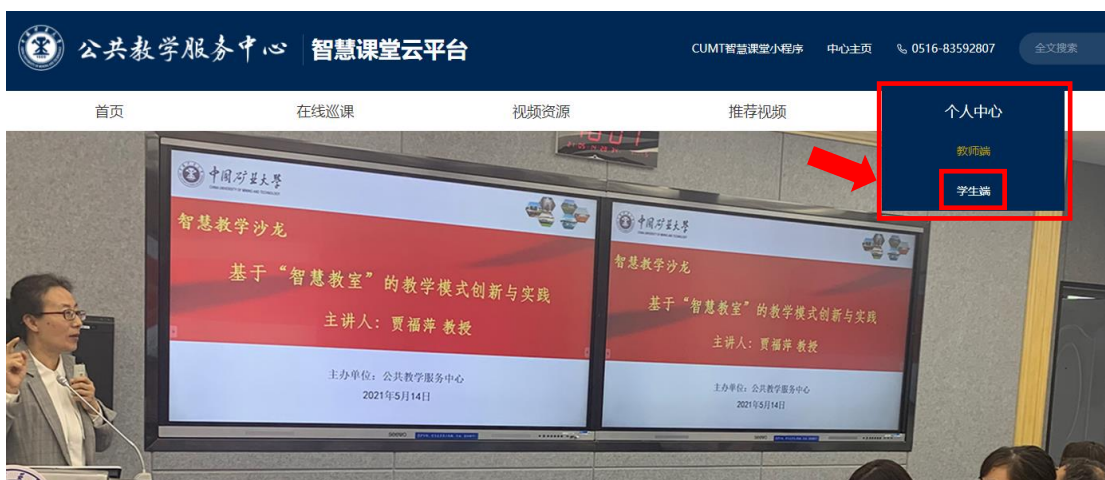 公共教学服务中心 智慧课堂云平台
CUMT智慧课堂小程序 中心主页 0516-83592807 全文搜索
首页 在线巡课 视频资源 推荐视频 个人中心
教师端
学生端
中国矿业大学
智慧教学沙龙
基于“智慧教室”的教学模式创新与实践
主讲人：贾福萍 教授
主办单位：公共教学服务中心
2021年5月14日
中国矿业大学
智慧教学沙龙
基于“智慧教室”的教学模式创新与实践
主讲人：贾福萍 教授
主办单位：公共教学服务中心
2021年5月14日